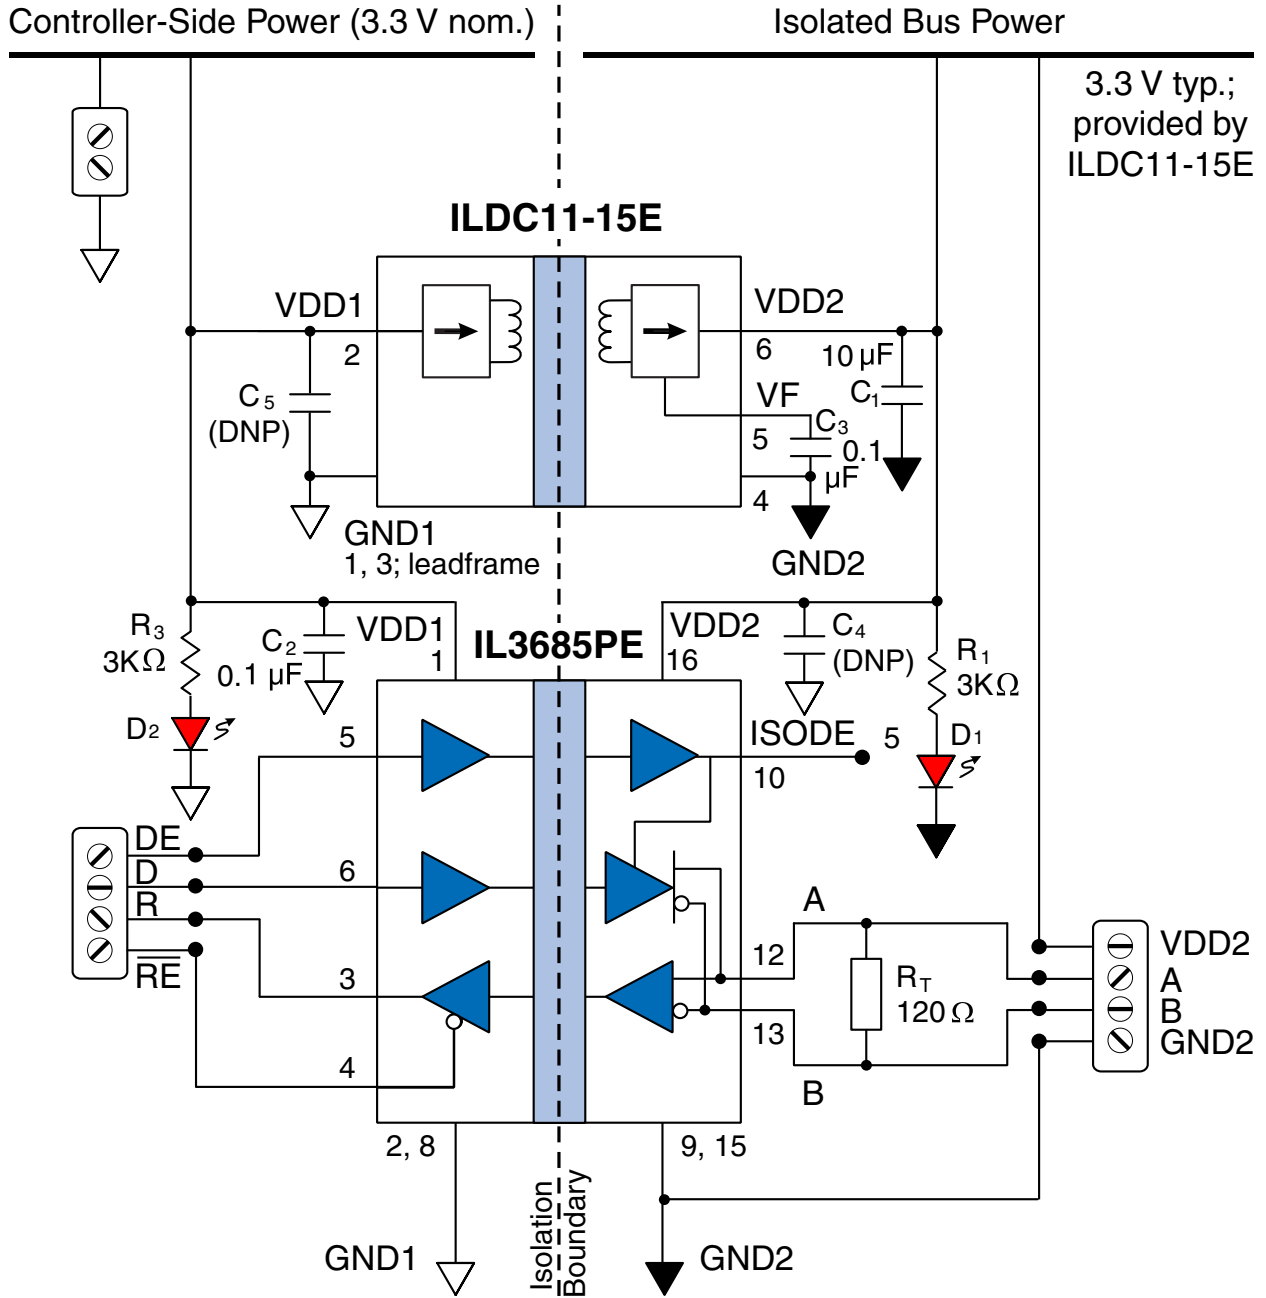 Controller-Side Power (3.3 V nom.)
Isolated Bus Power
3.3 V typ.;
provided by
ILDC11-15E
ILDC11-15E
VDD1
2
VDD2
6
10 µF
C1
VF
5
C3
0.1
µF
4
C5
(DNP)
GND1
1, 3; leadframe
GND2
R3
3KΩ
C2
0.1 µF
VDD1
1
IL3685PE
VDD2
16
C4
(DNP)
R1
3KΩ
D2
5
ISODE
10
5
D1
DE
D
R
RE
6
3
4
A
12
13
B
RT
120 Ω
VDD2
A
B
GND2
2, 8
9, 15
GND1
GND2
Isolation
Boundary